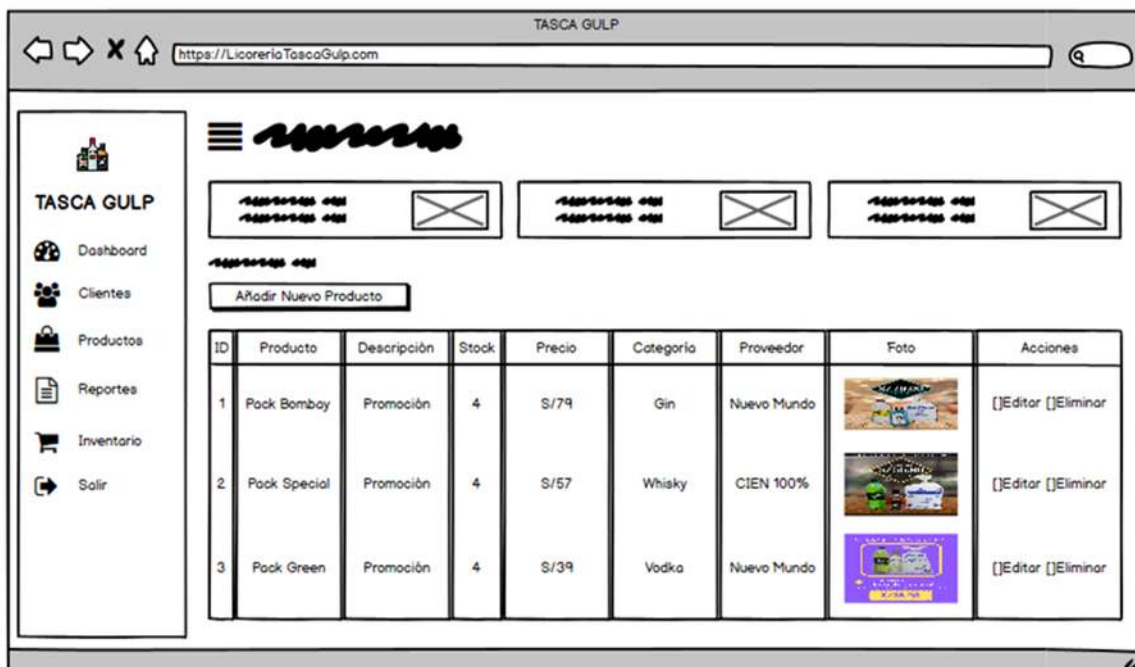 TASCA GULP
https://LicoreríaTascaGulp.com
TASCA GULP
Dashboard
Clientes
Productos
Reportes
Inventario
Salir
Añadir Nuevo Producto
ID Producto Descripción Stock Precio Categoría Proveedor Foto Acciones
1 Pack Bombay Promoción 4 S/79 Gin Nuevo Mundo []Editar []Eliminar
2 Pack Special Promoción 4 S/57 Whisky CIEN 100% []Editar []Eliminar
3 Pack Green Promoción 4 S/39 Vodka Nuevo Mundo []Editar []Eliminar